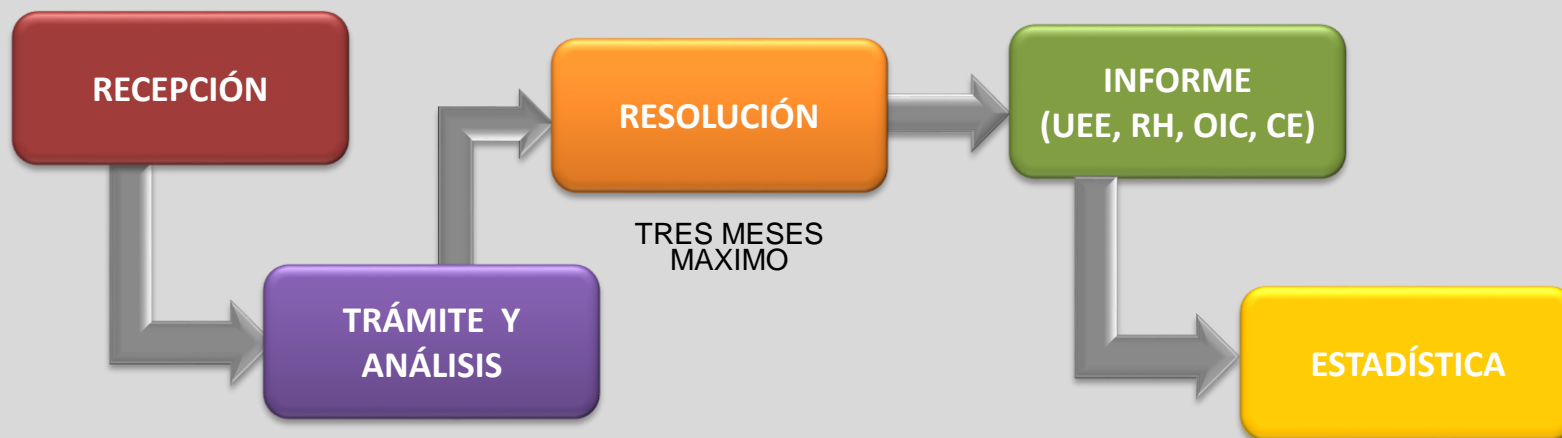 RECEPCIÓN
TRÁMITE Y
ANÁLISIS
RESOLUCIÓN
TRES MESES
MAXIMO
INFORME
(UEE, RH, OIC, CE)
ESTADÍSTICA